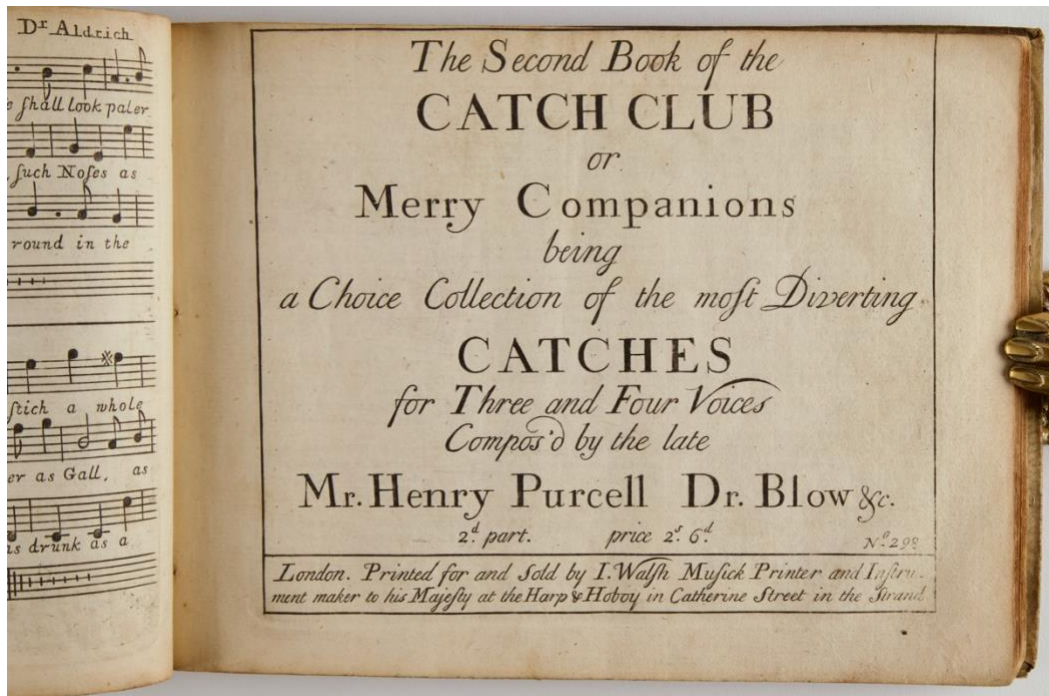 Dr Aldrich
ſhall look paler
ſuch Noſes as
round in the
ſtich a whole
er as Gall, as
as drunk as a
The Second Book of the
CATCH CLUB
or
Merry Companions
being
a Choice Collection of the moſt Diverting
CATCHES
for Three and Four Voices
Compos'd by the late
Mr. Henry Purcell Dr. Blow &c.
2d. part. price 2s. 6d. No. 298
London. Printed for and Sold by I. Walſh Muſick Printer and Inſtru-
ment maker to his Majeſty at the Harp & Hoboy in Catherine Street in the Strand